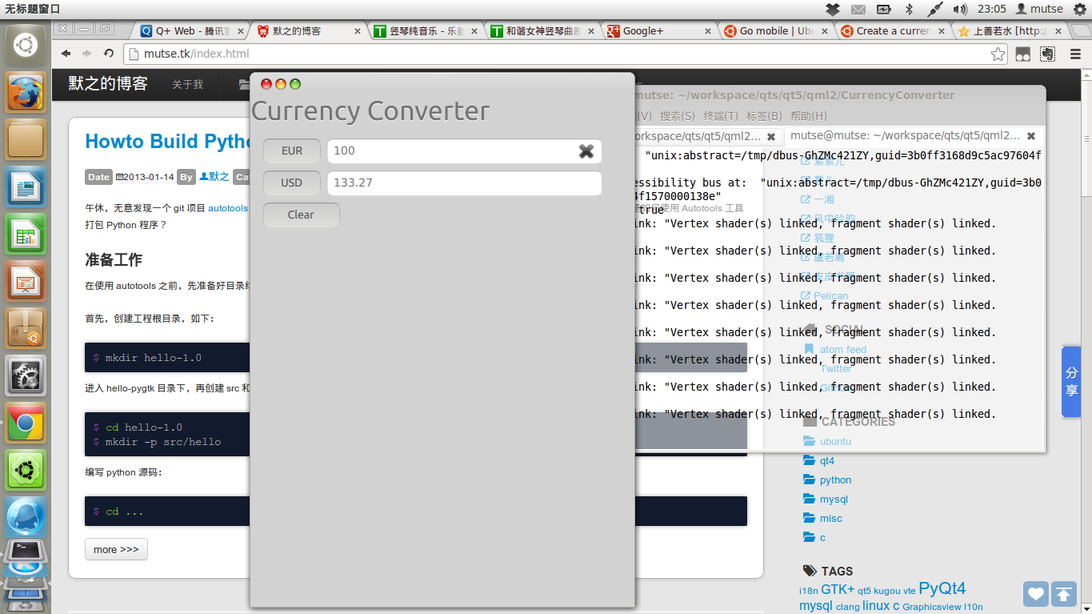 无标题窗口
23:05
mutse
Q+ Web - 腾讯官
默之的博客
竖琴纯音乐 - 乐器
和谐女神竖琴曲
Google+
Go mobile | Ubu
Create a curren
上善若水 [http:/
mutse.tk/index.html
默之的博客
关于我
Howto Build Pyth
Date
2013-01-14
By
默之
Ca
午休，无意发现一个 git 项目 autotools
打包 Python 程序？
准备工作
在使用 autotools 之前，先准备好目录结
首先，创建工程根目录，如下：
$ mkdir hello-1.0
进入 hello-pygtk 目录下，再创建 src 和
$ cd hello-1.0
$ mkdir -p src/hello
编写 python 源码：
$ cd ...
more >>>
Currency Converter
EUR
100
USD
133.27
Clear
mutse: ~/workspace/qts/qt5/qml2/CurrencyConverter
(V) 搜索(S) 终端(T) 标签(B) 帮助(H)
orkspace/qts/qt5/qml2...
mutse@mutse: ~/workspace/qts/qt5/qml2...
"unix:abstract=/tmp/dbus-GhZMc421ZY,guid=3b0ff3168d9c5ac97604f
essibility bus at: "unix:abstract=/tmp/dbus-GhZMc421ZY,guid=3b0
4f1570000138e"
true
使用 Autotools 工具
ink: "Vertex shader(s) linked, fragment shader(s) linked.
ink: "Vertex shader(s) linked, fragment shader(s) linked.
ink: "Vertex shader(s) linked, fragment shader(s) linked.
ink: "Vertex shader(s) linked, fragment shader(s) linked.
ink: "Vertex shader(s) linked, fragment shader(s) linked.
ink: "Vertex shader(s) linked, fragment shader(s) linked.
ink: "Vertex shader(s) linked, fragment shader(s) linked.
ink: "Vertex shader(s) linked, fragment shader(s) linked.
一湘
狐狸
Pelican
SOCIAL
atom feed
Twitter
分享
CATEGORIES
ubuntu
qt4
python
mysql
misc
c
TAGS
i18n GTK+ qt5 kugou vte PyQt4
mysql clang linux c Graphicsview l10n